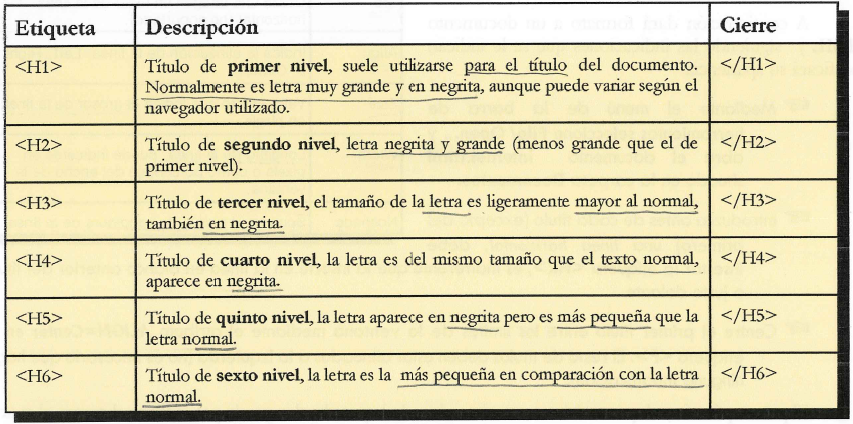 Etiqueta Descripción Cierre
<H1> Título de primer nivel, suele utilizarse para el título del documento. </H1>
Normalmente es letra muy grande y en negrita, aunque puede variar según el
navegador utilizado.
<H2> Título de segundo nivel, letra negrita y grande (menos grande que el de </H2>
primer nivel).
<H3> Título de tercer nivel, el tamaño de la letra es ligeramente mayor al normal, </H3>
también en negrita.
<H4> Título de cuarto nivel, la letra es del mismo tamaño que el texto normal, </H4>
aparece en negrita.
<H5> Título de quinto nivel, la letra aparece en negrita pero es más pequeña que la </H5>
letra normal.
<H6> Título de sexto nivel, la letra es la más pequeña en comparación con la letra </H6>
normal.